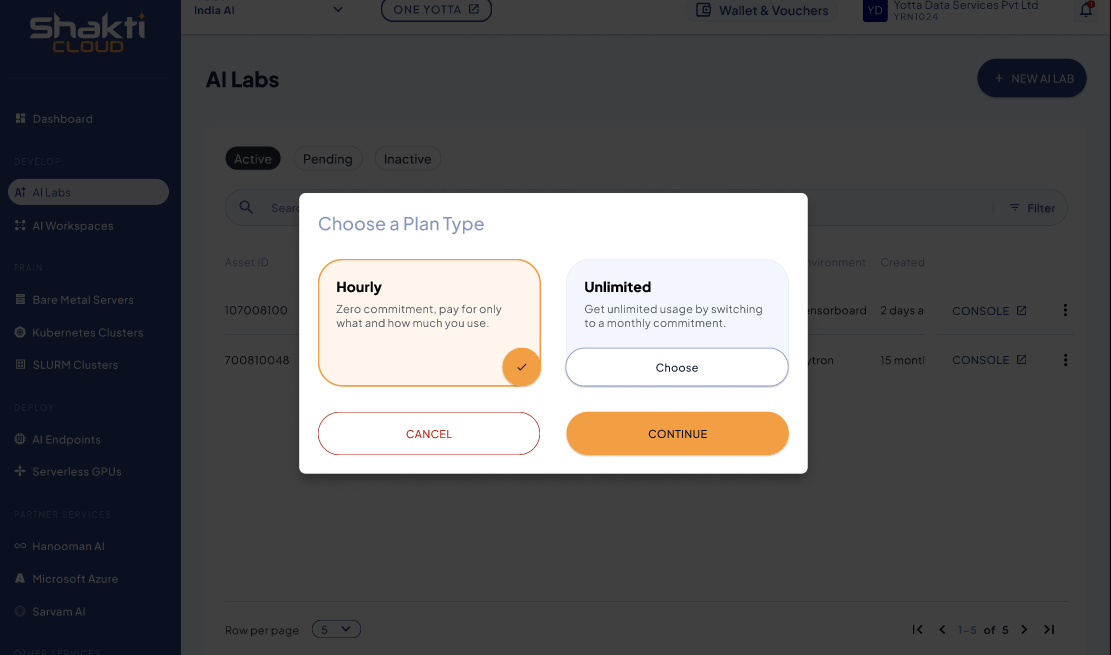 Shakti
CLOUD
India AI
ONE YOTTA
Wallet & Vouchers
YD
Yotta Data Services Pvt Ltd
YRN1024
AI Labs
+ NEW AI LAB
Dashboard
DEVELOP
AI Labs
AI Workspaces
TRAIN
Bare Metal Servers
Kubernetes Clusters
SLURM Clusters
DEPLOY
AI Endpoints
Serverless GPUs
PARTNER SERVICES
Hanooman AI
Microsoft Azure
Sarvam AI
OTHER SERVICES
Active
Pending
Inactive
Filter
Asset ID
Created
107008100
2 days a
CONSOLE
700810048
15 montl
CONSOLE
Choose a Plan Type
Hourly
Zero commitment, pay for only
what and how much you use.
Unlimited
Get unlimited usage by switching
to a monthly commitment.
Choose
CANCEL
CONTINUE
Row per page
5
1-5 of 5